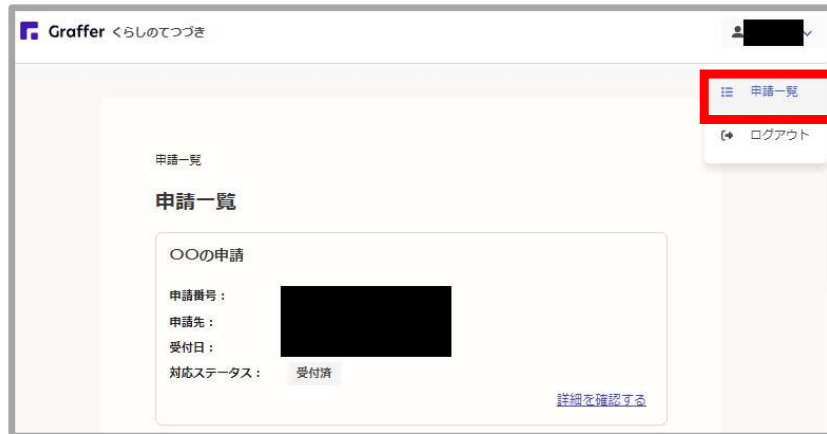 Graffer くらしのてつづき
申請一覧
ログアウト
申請一覧
申請一覧
〇〇の申請
申請番号：
申請先：
受付日：
対応ステータス： 受付済
詳細を確認する